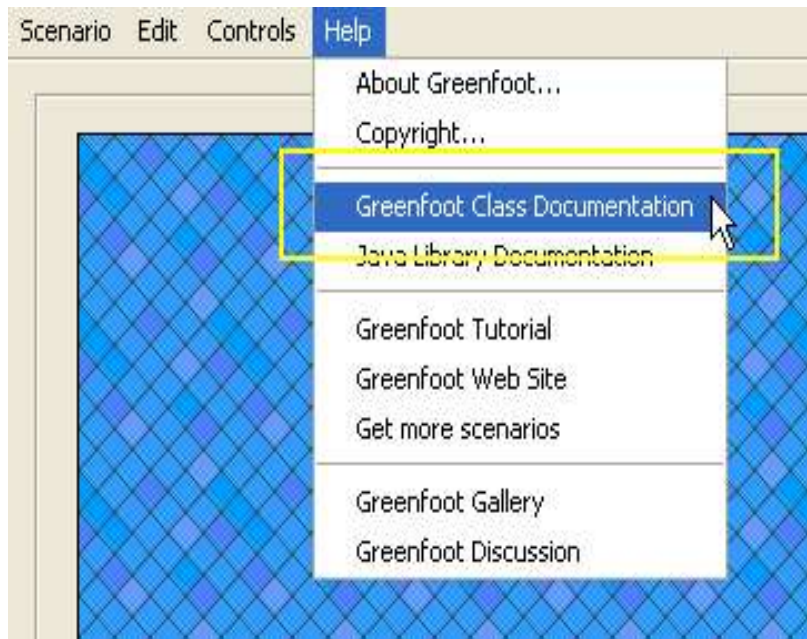 Scenario Edit Controls Help
About Greenfoot...
Copyright...
Greenfoot Class Documentation
Java Library Documentation
Greenfoot Tutorial
Greenfoot Web Site
Get more scenarios
Greenfoot Gallery
Greenfoot Discussion